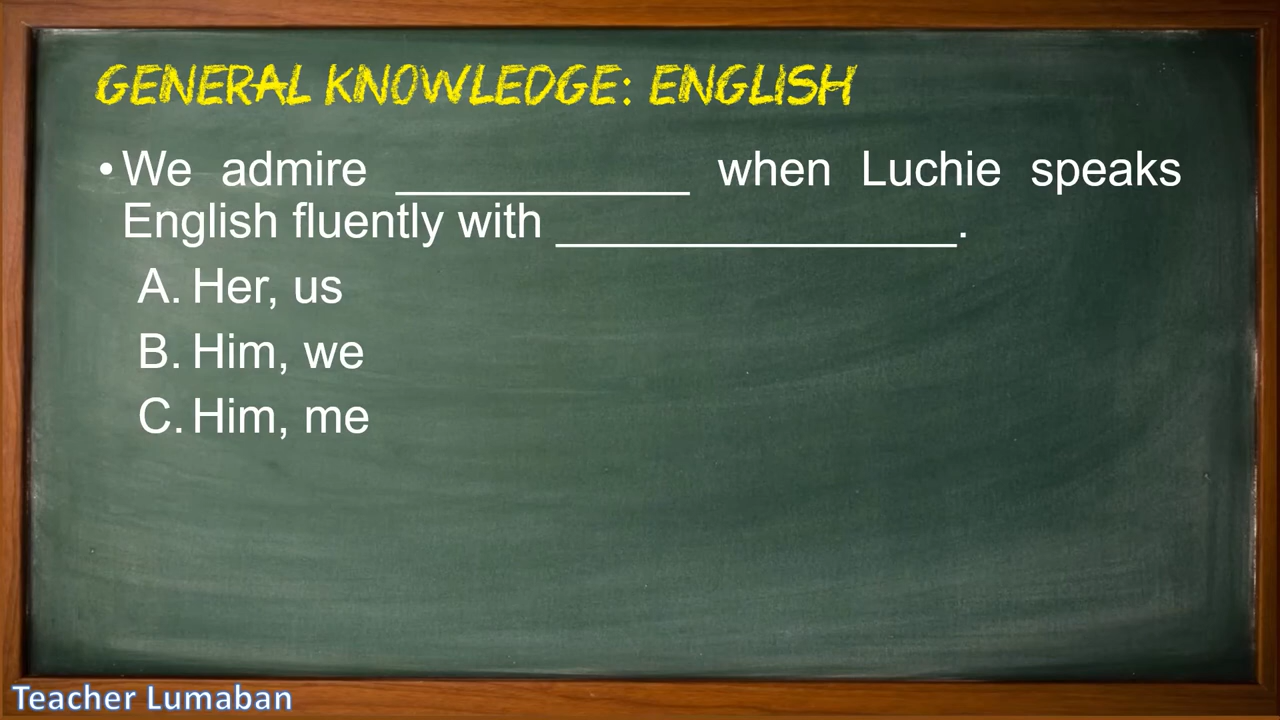 GENERAL KNOWLEDGE: ENGLISH
• We admire ___________ when Luchie speaks
English fluently with _______________.
A. Her, us
B. Him, we
C. Him, me
Teacher Lumaban